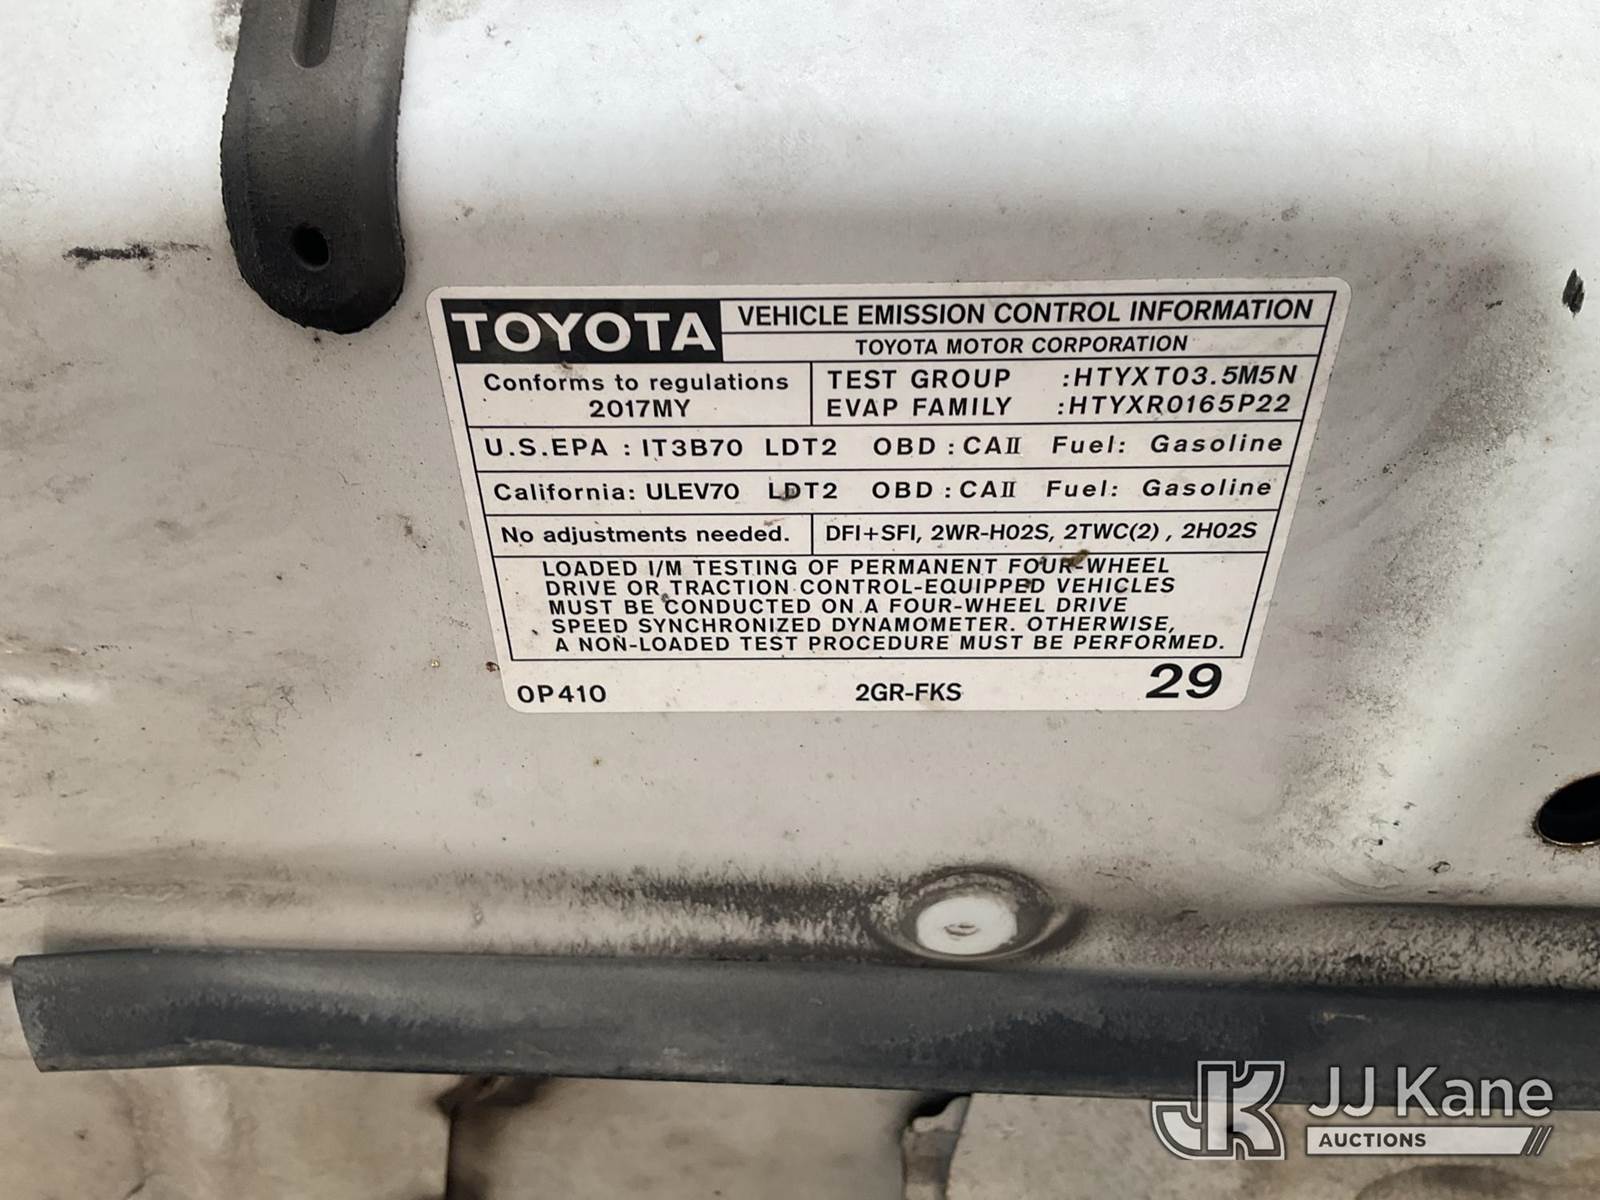 TOYOTA VEHICLE EMISSION CONTROL INFORMATION
TOYOTA MOTOR CORPORATION
Conforms to regulations
2017MY
TEST GROUP :HTYXT03.5M5N
EVAP FAMILY :HTYXR0165P22
U.S.EPA : IT3B70 LDT2 OBD : CAII Fuel: Gasoline
California: ULEV70 LDT2 OBD : CAII Fuel: Gasoline
No adjustments needed. DFI+SFI, 2WR-HO2S, 2TWC(2) , 2HO2S
LOADED I/M TESTING OF PERMANENT FOUR-WHEEL
DRIVE OR TRACTION CONTROL-EQUIPPED VEHICLES
MUST BE CONDUCTED ON A FOUR-WHEEL DRIVE
SPEED SYNCHRONIZED DYNAMOMETER. OTHERWISE,
A NON-LOADED TEST PROCEDURE MUST BE PERFORMED.
0P410 2GR-FKS 29
JK JJ Kane
AUCTIONS